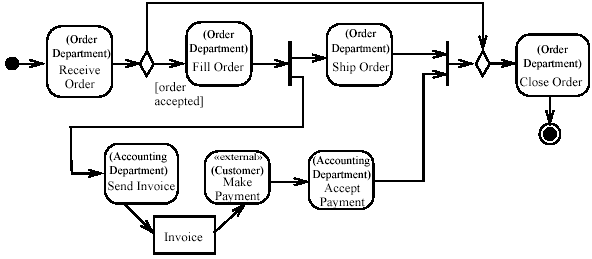 (Order
Department)
Receive
Order
[order
accepted]
(Order
Department)
Fill Order
(Order
Department)
Ship Order
(Order
Department)
Close Order
(Accounting
Department)
Send Invoice
Invoice
«external»
(Customer)
Make
Payment
(Accounting
Department)
Accept
Payment